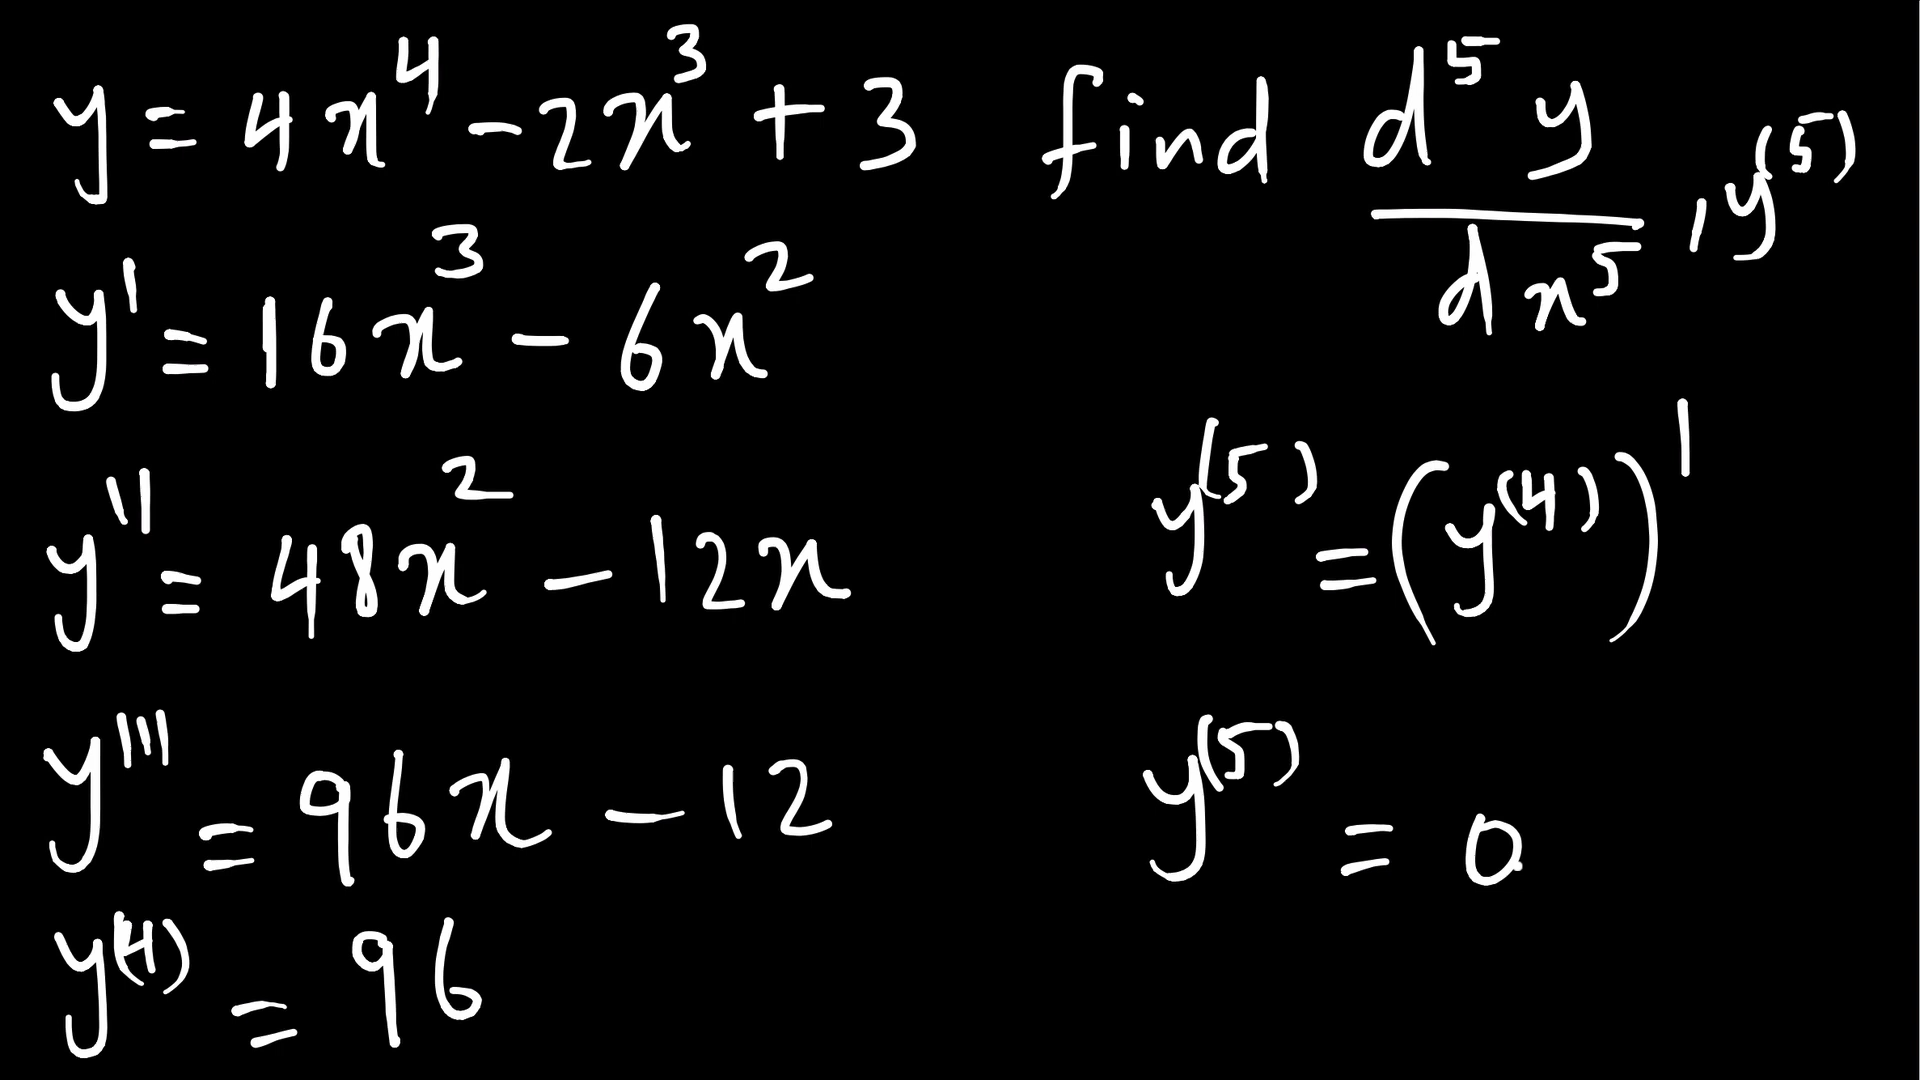 y = 4x⁴ - 2x³ + 3 find d⁵y/dx⁵ , y⁽⁵⁾
y' = 16x³ - 6x²
y'' = 48x² - 12x
y''' = 96x - 12
y⁽⁴⁾ = 96
y⁽⁵⁾ = (y⁽⁴⁾)'
y⁽⁵⁾ = 0